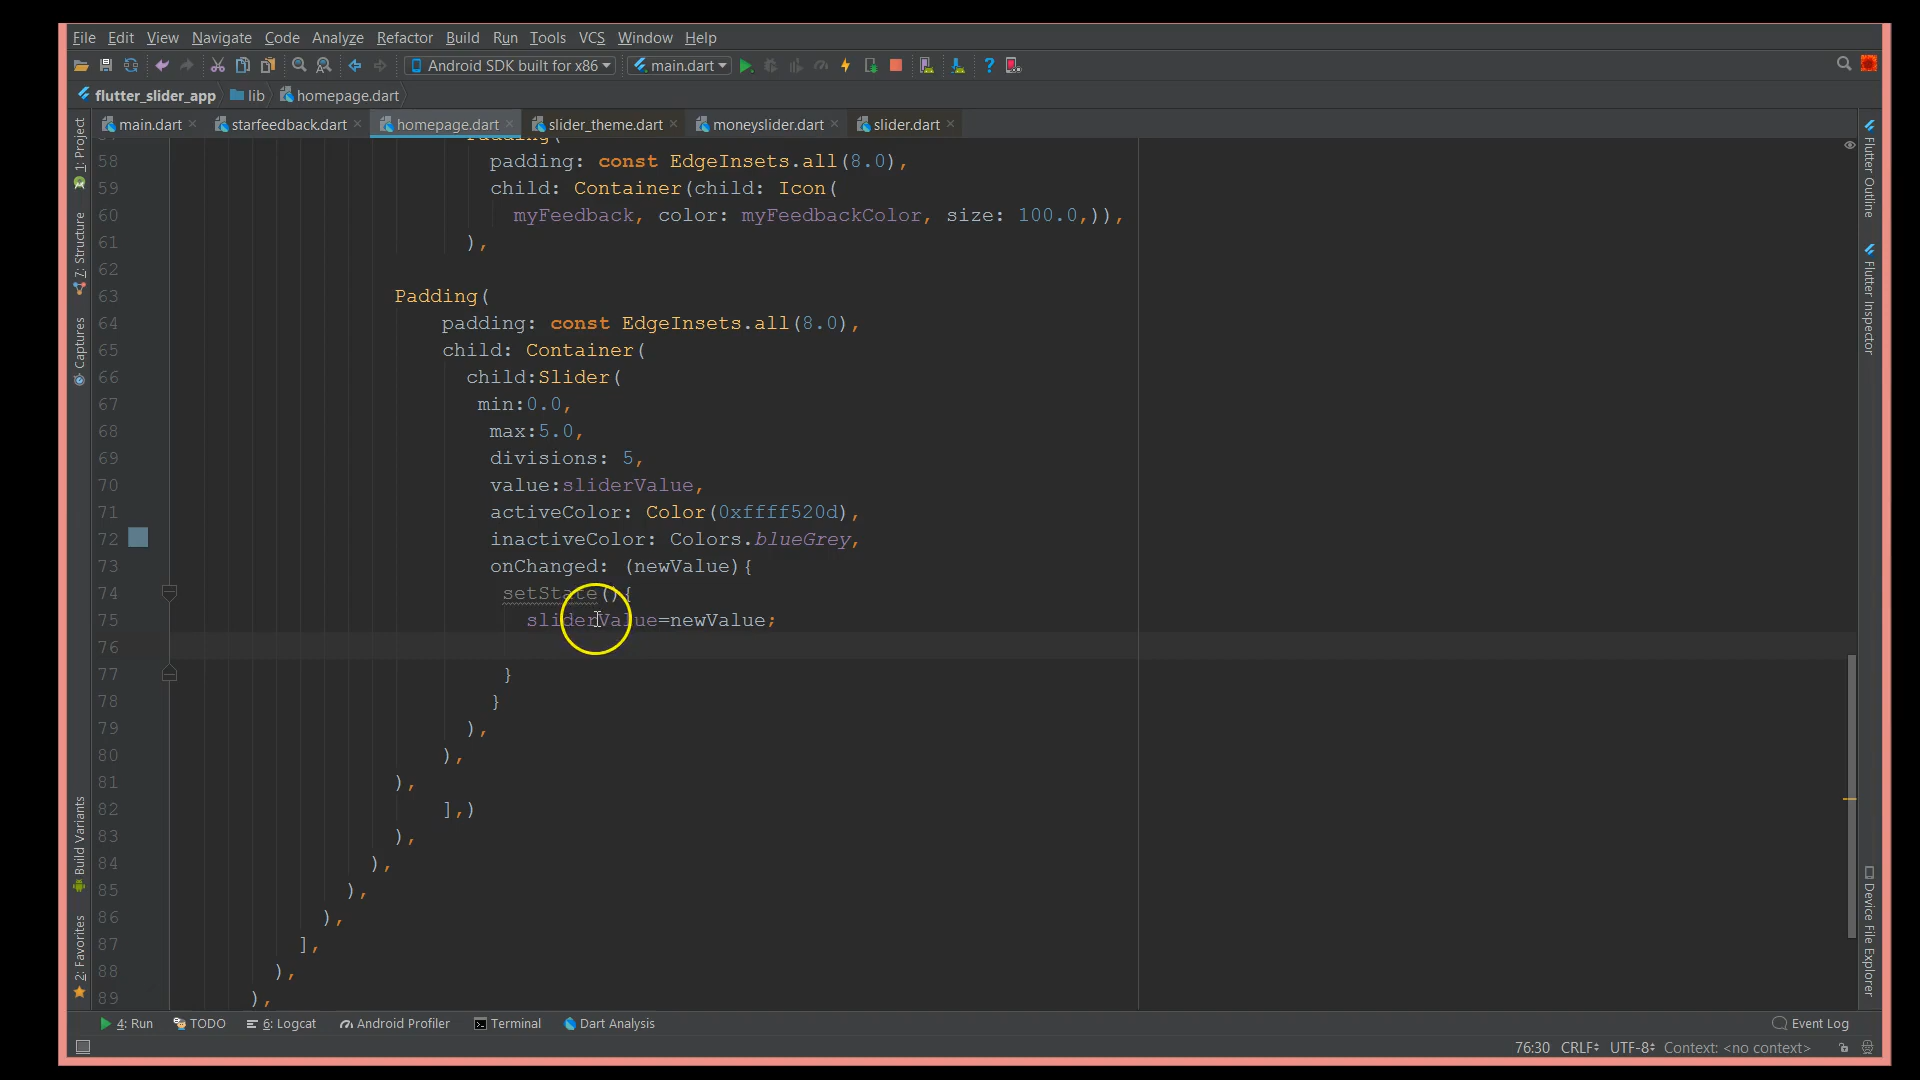 File Edit View Navigate Code Analyze Refactor Build Run Tools VCS Window Help
Android SDK built for x86 main.dart
flutter_slider_app lib homepage.dart
main.dart starfeedback.dart homepage.dart slider_theme.dart moneyslider.dart slider.dart
58 padding: const EdgeInsets.all(8.0),
59 child: Container(child: Icon(
60 myFeedback, color: myFeedbackColor, size: 100.0,)),
61 ),
62
63 Padding(
64 padding: const EdgeInsets.all(8.0),
65 child: Container(
66 child:Slider(
67 min:0.0,
68 max:5.0,
69 divisions: 5,
70 value:sliderValue,
71 activeColor: Color(0xffff520d),
72 inactiveColor: Colors.blueGrey,
73 onChanged: (newValue){
74 setState(){
75 sliderValue=newValue;
76
77 }
78 }
79 ),
80 ),
81 ),
82 ],)
83 ),
84 ),
85 ),
86 ),
87 ],
88 ),
89 ),
1: Project
7: Structure
Captures
Build Variants
2: Favorites
Flutter Outline
Flutter Inspector
Device File Explorer
4: Run TODO 6: Logcat Android Profiler Terminal Dart Analysis Event Log
76:30 CRLF UTF-8 Context: <no context>